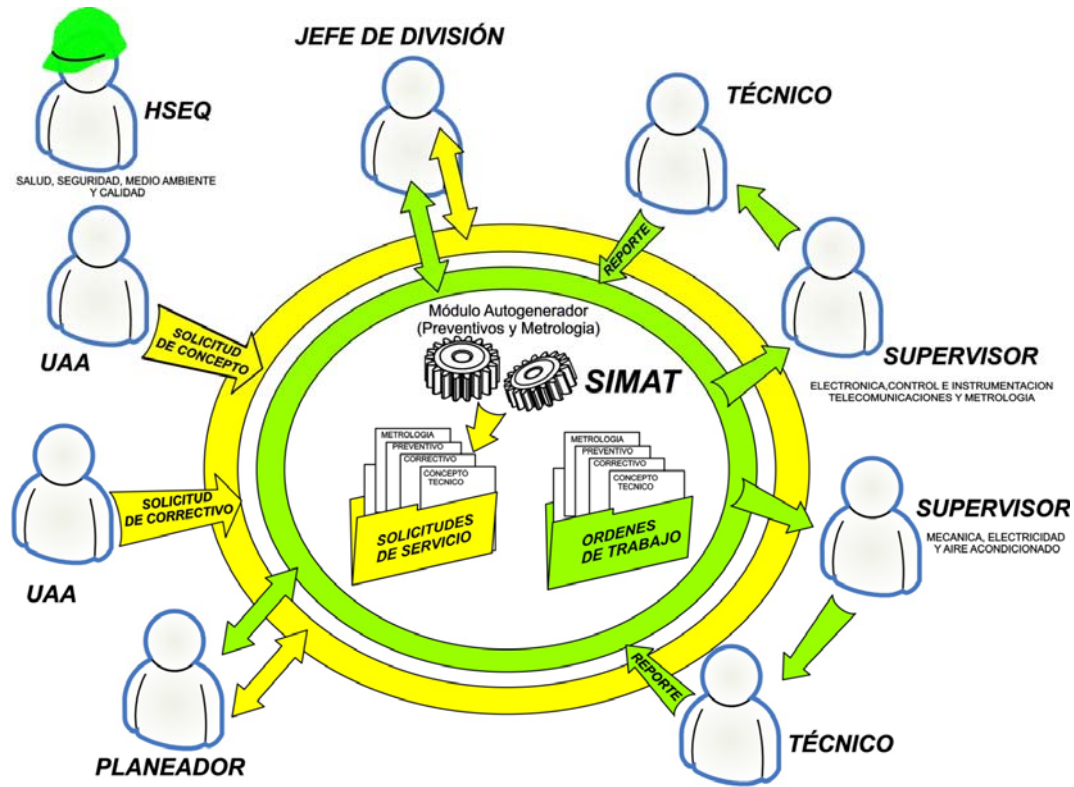 JEFE DE DIVISIÓN
HSEQ
SALUD, SEGURIDAD, MEDIO AMBIENTE
Y CALIDAD
TÉCNICO
REPORTE
SUPERVISOR
ELECTRONICA,CONTROL E INSTRUMENTACION
TELECOMUNICACIONES Y METROLOGIA
UAA
SOLICITUD
DE CONCEPTO
Módulo Autogenerador
(Preventivos y Metrologia)
SIMAT
METROLOGIA
PREVENTIVO
CORRECTIVO
CONCEPTO
TECNICO
SOLICITUDES
DE SERVICIO
METROLOGIA
PREVENTIVO
CORRECTIVO
CONCEPTO
TECNICO
ORDENES
DE TRABAJO
SOLICITUD
DE CORRECTIVO
UAA
SUPERVISOR
MECANICA, ELECTRICIDAD
Y AIRE ACONDICIONADO
PLANEADOR
REPORTE
TÉCNICO